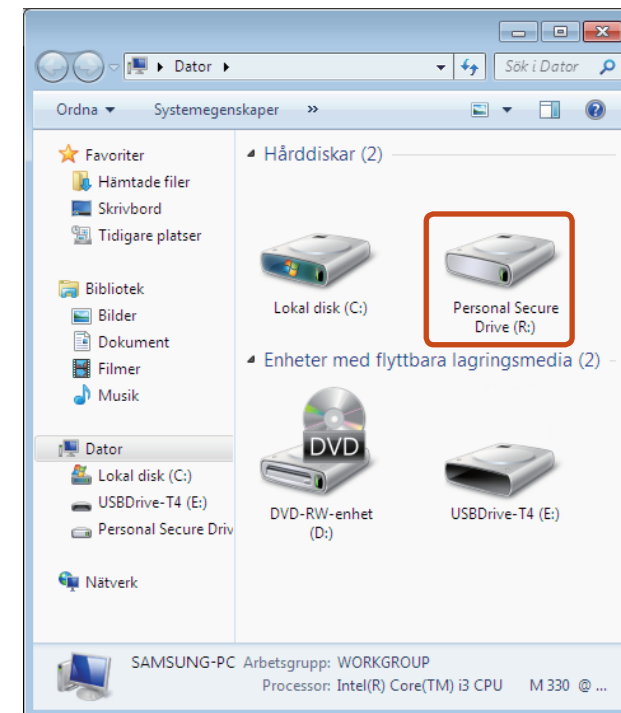 Dator
Sök i Dator
Ordna
Systemegenskaper
»
Favoriter
Hämtade filer
Skrivbord
Tidigare platser
Bibliotek
Bilder
Dokument
Filmer
Musik
Dator
Lokal disk (C:)
USBDrive-T4 (E:)
Personal Secure Driv
Nätverk
Hårddiskar (2)
Lokal disk (C:)
Personal Secure
Drive (R:)
Enheter med flyttbara lagringsmedia (2)
DVD
DVD-RW-enhet
(D:)
USBDrive-T4 (E:)
SAMSUNG-PC Arbetsgrupp: WORKGROUP
Processor: Intel(R) Core(TM) i3 CPU M 330 @ ...